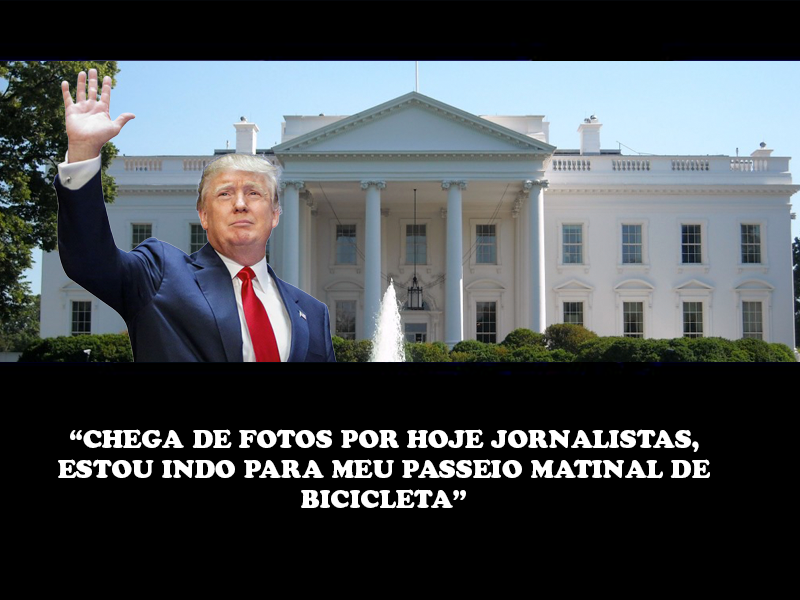 “CHEGA DE FOTOS POR HOJE JORNALISTAS,
ESTOU INDO PARA MEU PASSEIO MATINAL DE
BICICLETA”